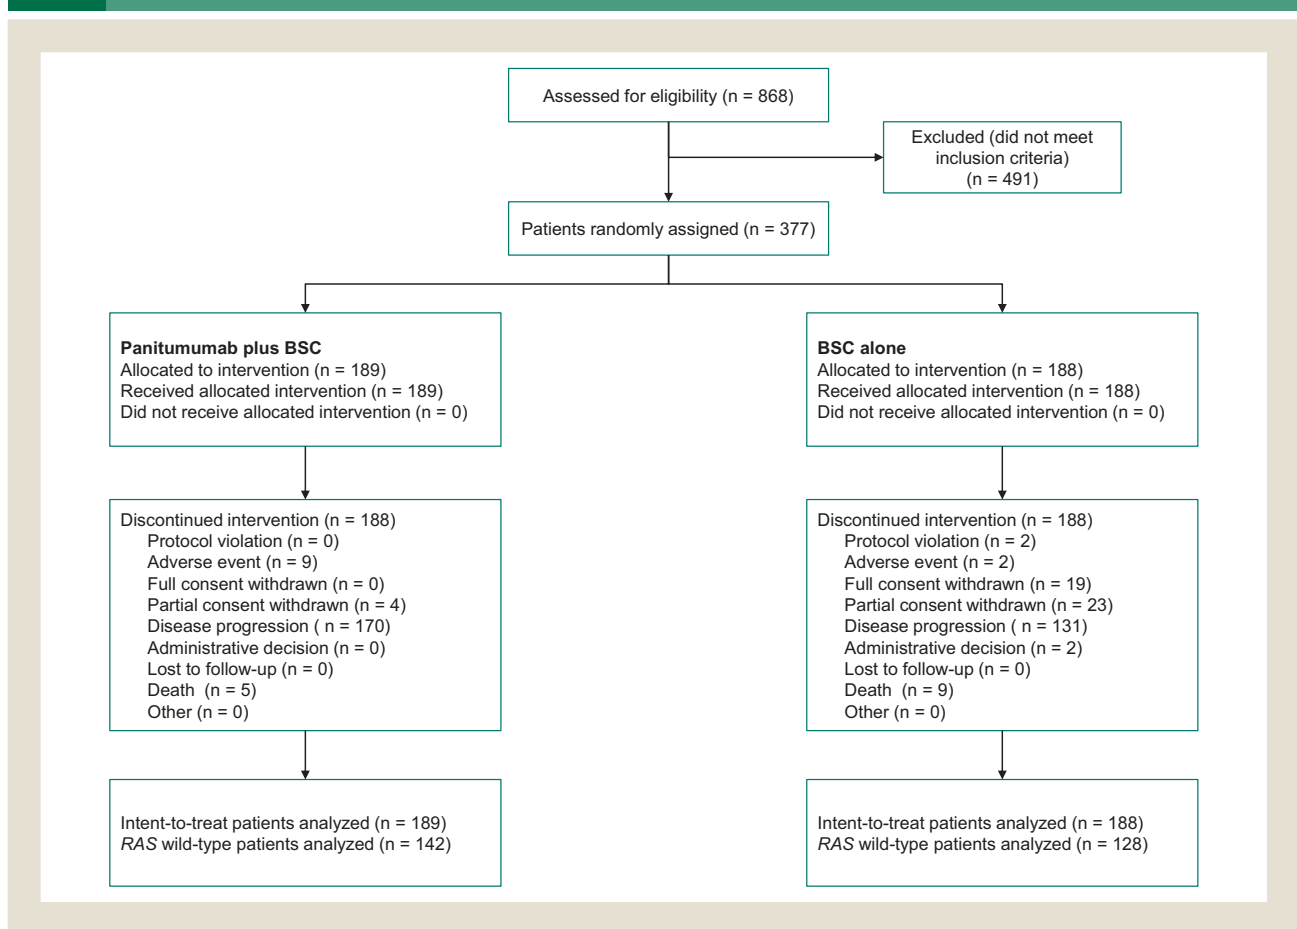 Assessed for eligibility (n = 868)
Excluded (did not meet
inclusion criteria)
(n = 491)
Patients randomly assigned (n = 377)
Panitumumab plus BSC
Allocated to intervention (n = 189)
Received allocated intervention (n = 189)
Did not receive allocated intervention (n = 0)
BSC alone
Allocated to intervention (n = 188)
Received allocated intervention (n = 188)
Did not receive allocated intervention (n = 0)
Discontinued intervention (n = 188)
Protocol violation (n = 0)
Adverse event (n = 9)
Full consent withdrawn (n = 0)
Partial consent withdrawn (n = 4)
Disease progression ( n = 170)
Administrative decision (n = 0)
Lost to follow-up (n = 0)
Death (n = 5)
Other (n = 0)
Discontinued intervention (n = 188)
Protocol violation (n = 2)
Adverse event (n = 2)
Full consent withdrawn (n = 19)
Partial consent withdrawn (n = 23)
Disease progression ( n = 131)
Administrative decision (n = 2)
Lost to follow-up (n = 0)
Death (n = 9)
Other (n = 0)
Intent-to-treat patients analyzed (n = 189)
RAS wild-type patients analyzed (n = 142)
Intent-to-treat patients analyzed (n = 188)
RAS wild-type patients analyzed (n = 128)